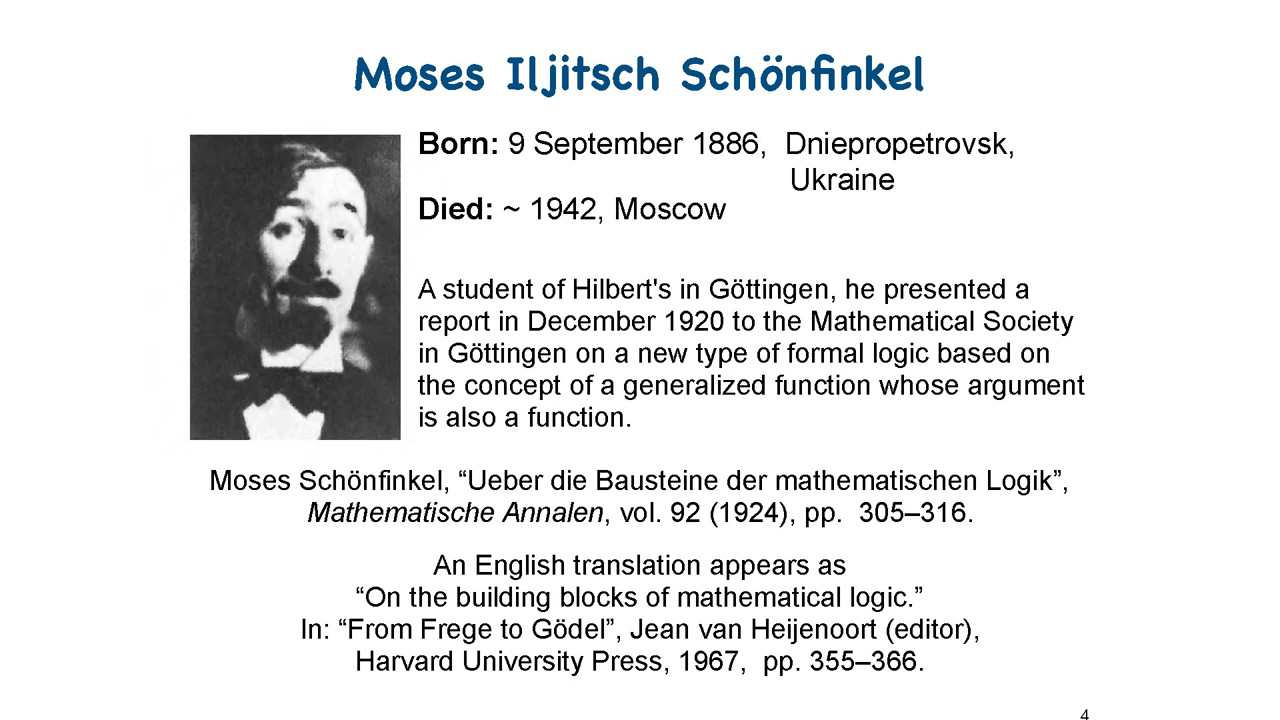 Moses Iljitsch Schönfinkel
Born: 9 September 1886, Dniepropetrovsk,
Ukraine
Died: ~ 1942, Moscow
A student of Hilbert's in Göttingen, he presented a
report in December 1920 to the Mathematical Society
in Göttingen on a new type of formal logic based on
the concept of a generalized function whose argument
is also a function.
Moses Schönfinkel, “Ueber die Bausteine der mathematischen Logik”,
Mathematische Annalen, vol. 92 (1924), pp. 305–316.
An English translation appears as
“On the building blocks of mathematical logic.”
In: “From Frege to Gödel”, Jean van Heijenoort (editor),
Harvard University Press, 1967, pp. 355–366.
4